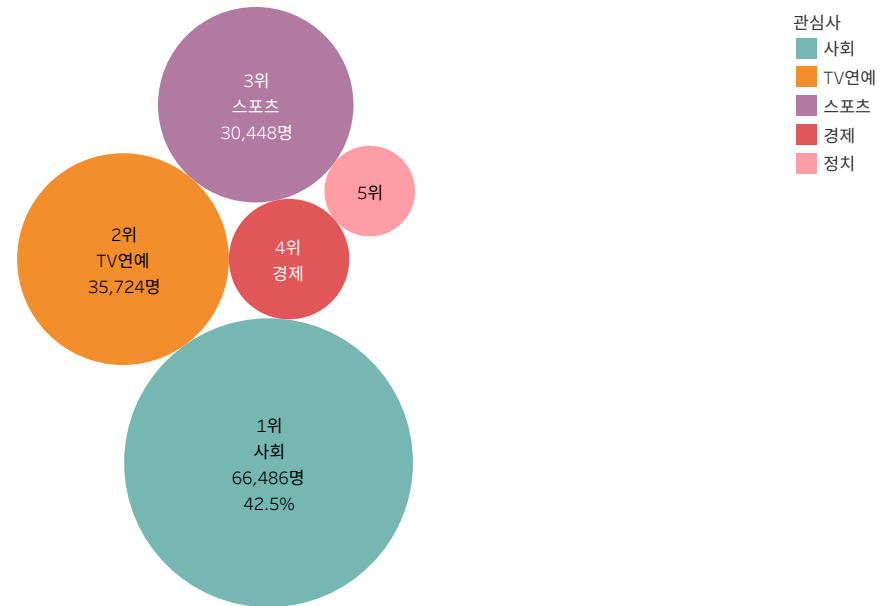 3위
스포츠
30,448명
5위
2위
TV연예
35,724명
4위
경제
1위
사회
66,486명
42.5%
관심사
사회
TV연예
스포츠
경제
정치